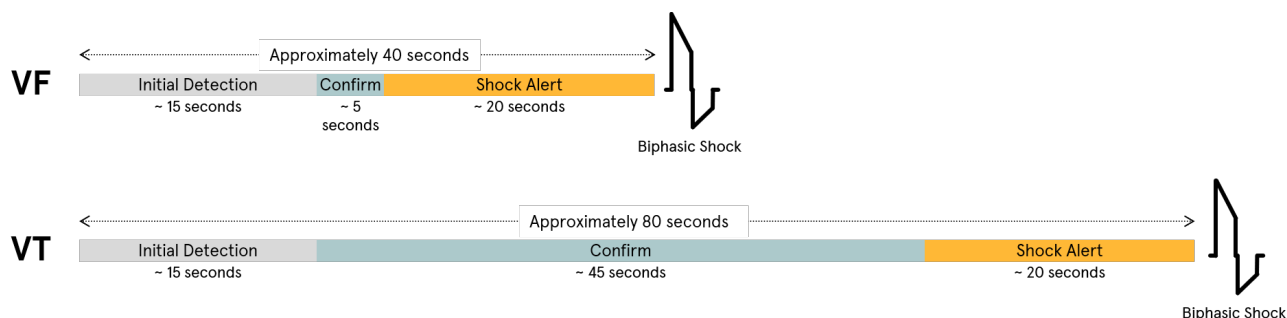 Approximately 40 seconds
VF
Initial Detection Confirm Shock Alert
~ 15 seconds ~ 5 seconds ~ 20 seconds
Biphasic Shock
Approximately 80 seconds
VT
Initial Detection Confirm Shock Alert
~ 15 seconds ~ 45 seconds ~ 20 seconds
Biphasic Shock